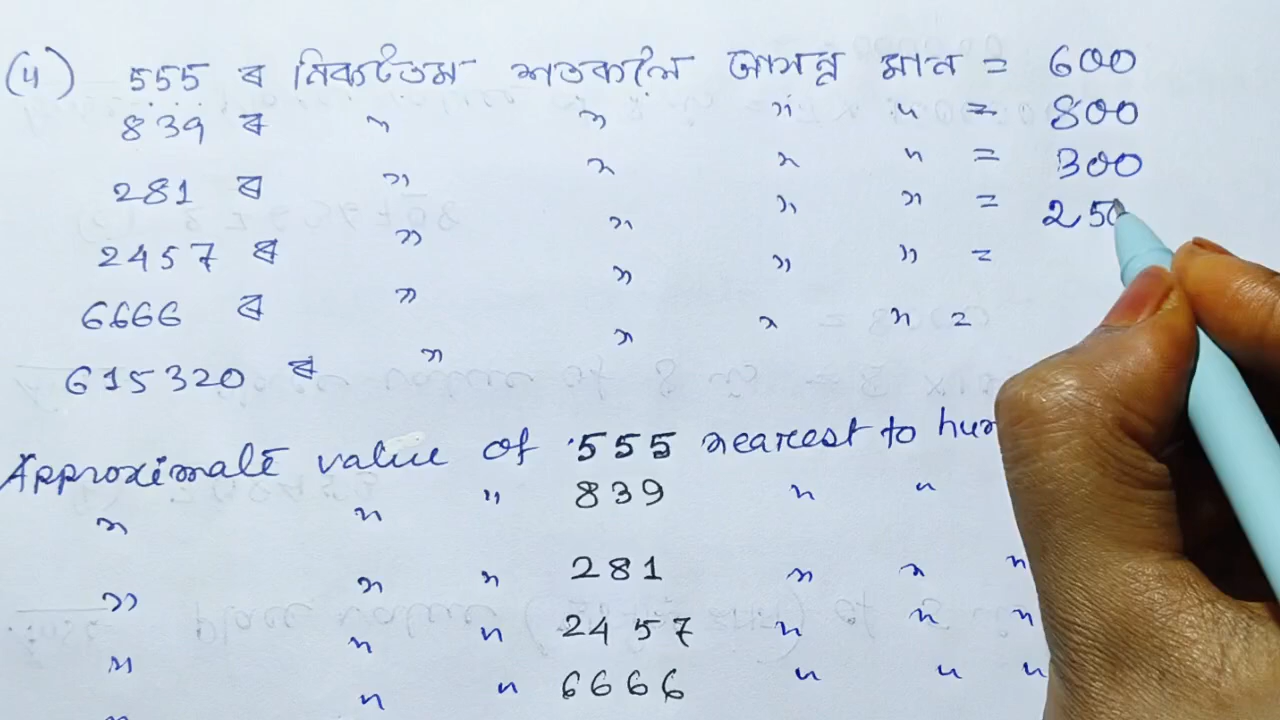 (4) 555 ৰ নিকটতম শতকলৈ আসন্ন মান = 600
839 ৰ " " " " = 800
281 ৰ " " " " = 300
2457 ৰ " " " " = 250
6666 ৰ " " " " =
615320 ৰ " " " " =
Approximate value of 555 nearest to hun
" " " 839 " "
" " " 281 " " "
" " " 2457 " " "
" " " 6666 " " "